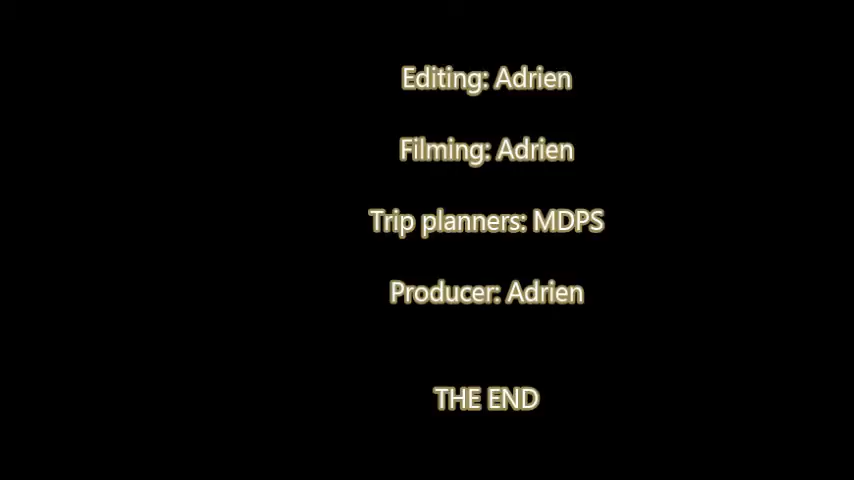 Editing: Adrien
Filming: Adrien
Trip planners: MDPS
Producer: Adrien
THE END